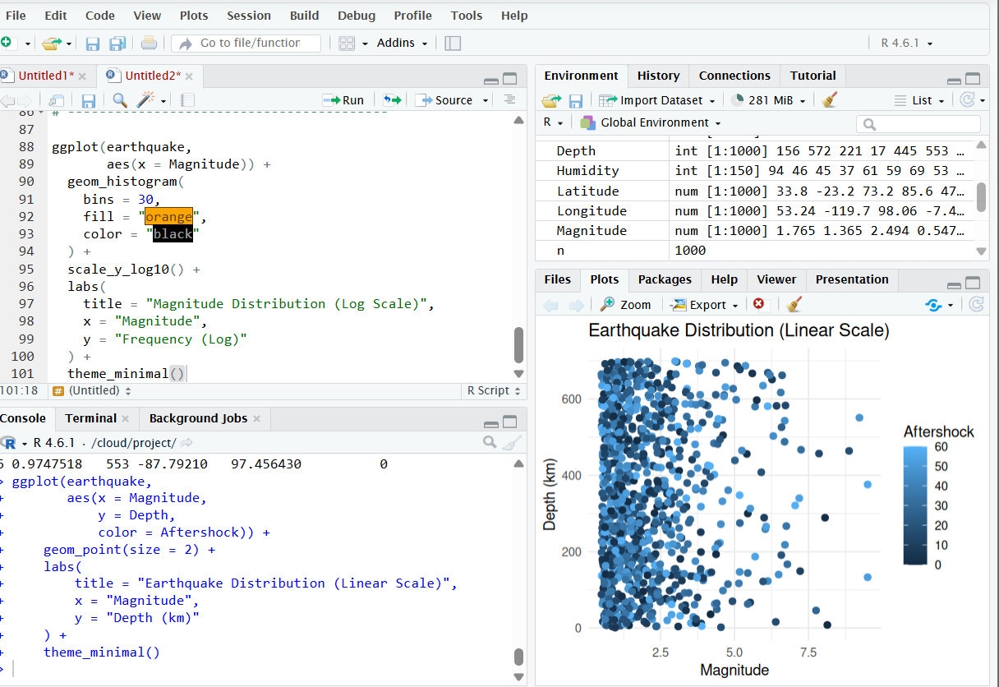 File Edit Code View Plots Session Build Debug Profile Tools Help
Go to file/function Addins R 4.6.1
Untitled1* Untitled2*
Run Source
86 # ----------------------------------------
87
88 ggplot(earthquake,
89 aes(x = Magnitude)) +
90 geom_histogram(
91 bins = 30,
92 fill = "orange",
93 color = "black"
94 ) +
95 scale_y_log10() +
96 labs(
97 title = "Magnitude Distribution (Log Scale)",
98 x = "Magnitude",
99 y = "Frequency (Log)"
100 ) +
101 theme_minimal()
101:18 # (Untitled) R Script
Console Terminal Background Jobs
R R 4.6.1 · /cloud/project/
0.9747518 553 -87.79210 97.456430 0
> ggplot(earthquake,
+ aes(x = Magnitude,
+ y = Depth,
+ color = Aftershock)) +
+ geom_point(size = 2) +
+ labs(
+ title = "Earthquake Distribution (Linear Scale)",
+ x = "Magnitude",
+ y = "Depth (km)"
+ ) +
+ theme_minimal()
>
Environment History Connections Tutorial
Import Dataset 281 MiB List
R Global Environment
Depth int [1:1000] 156 572 221 17 445 553 …
Humidity int [1:150] 94 46 45 37 61 59 69 53 …
Latitude num [1:1000] 33.8 -23.2 73.2 85.6 47…
Longitude num [1:1000] 53.24 -119.7 98.06 -7.4…
Magnitude num [1:1000] 1.765 1.365 2.494 0.547…
n 1000
Files Plots Packages Help Viewer Presentation
Zoom Export
Earthquake Distribution (Linear Scale)
Depth (km)
600
400
200
0
2.5 5.0 7.5
Magnitude
Aftershock
60
50
40
30
20
10
0